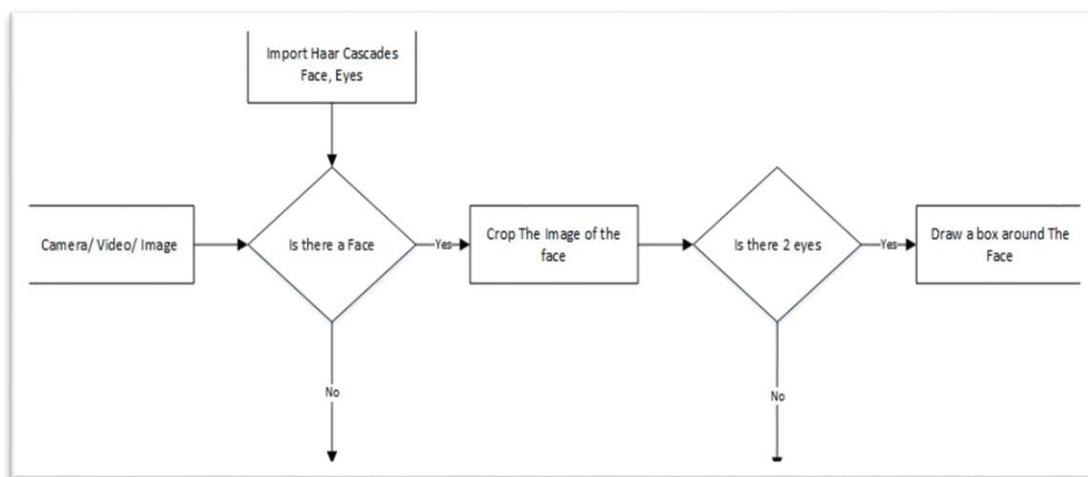 Import Haar Cascades
Face, Eyes
Camera/ Video/ Image
Is there a Face
Yes
Crop The Image of the
face
Is there 2 eyes
Yes
Draw a box around The
Face
No
No